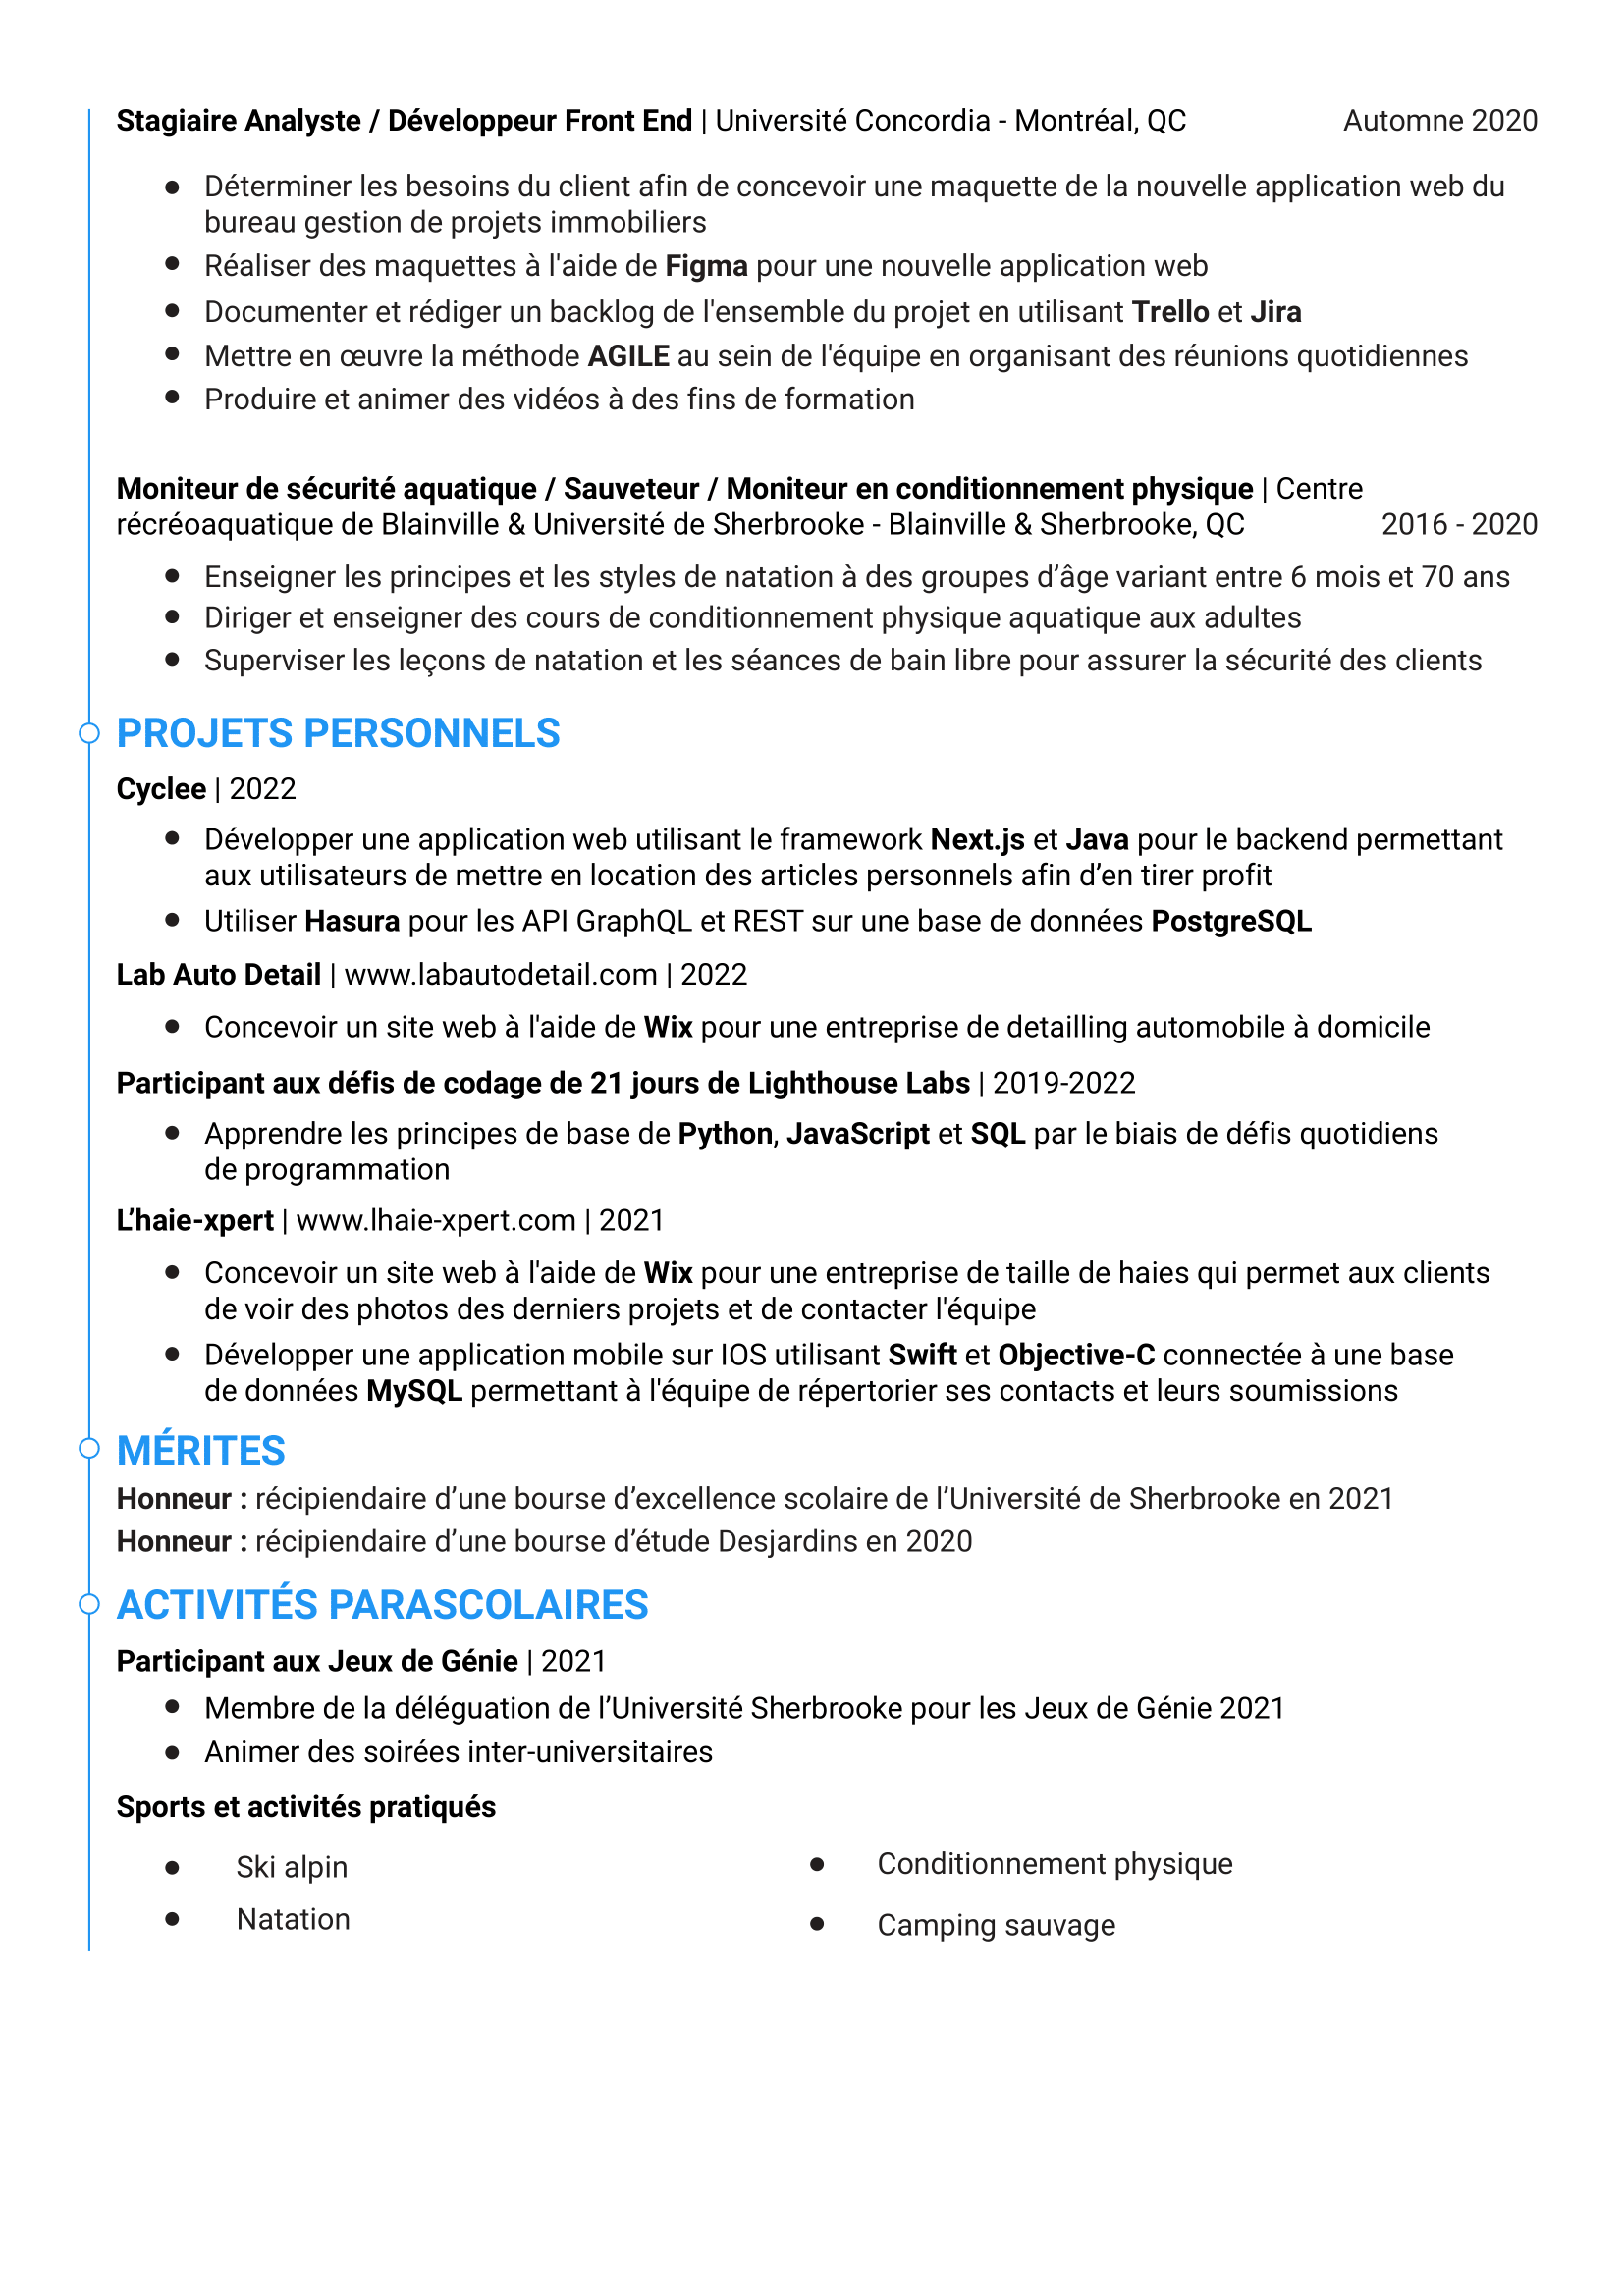 Stagiaire Analyste / Développeur Front End | Université Concordia - Montréal, QC Automne 2020
● Déterminer les besoins du client afin de concevoir une maquette de la nouvelle application web du
bureau gestion de projets immobiliers
● Réaliser des maquettes à l'aide de Figma pour une nouvelle application web
● Documenter et rédiger un backlog de l'ensemble du projet en utilisant Trello et Jira
● Mettre en œuvre la méthode AGILE au sein de l'équipe en organisant des réunions quotidiennes
● Produire et animer des vidéos à des fins de formation
Moniteur de sécurité aquatique / Sauveteur / Moniteur en conditionnement physique | Centre
récréoaquatique de Blainville & Université de Sherbrooke - Blainville & Sherbrooke, QC 2016 - 2020
● Enseigner les principes et les styles de natation à des groupes d’âge variant entre 6 mois et 70 ans
● Diriger et enseigner des cours de conditionnement physique aquatique aux adultes
● Superviser les leçons de natation et les séances de bain libre pour assurer la sécurité des clients
PROJETS PERSONNELS
Cyclee | 2022
● Développer une application web utilisant le framework Next.js et Java pour le backend permettant
aux utilisateurs de mettre en location des articles personnels afin d’en tirer profit
● Utiliser Hasura pour les API GraphQL et REST sur une base de données PostgreSQL
Lab Auto Detail | www.labautodetail.com | 2022
● Concevoir un site web à l'aide de Wix pour une entreprise de detailling automobile à domicile
Participant aux défis de codage de 21 jours de Lighthouse Labs | 2019-2022
● Apprendre les principes de base de Python, JavaScript et SQL par le biais de défis quotidiens
de programmation
L’haie-xpert | www.lhaie-xpert.com | 2021
● Concevoir un site web à l'aide de Wix pour une entreprise de taille de haies qui permet aux clients
de voir des photos des derniers projets et de contacter l'équipe
● Développer une application mobile sur IOS utilisant Swift et Objective-C connectée à une base
de données MySQL permettant à l'équipe de répertorier ses contacts et leurs soumissions
MÉRITES
Honneur : récipiendaire d’une bourse d’excellence scolaire de l’Université de Sherbrooke en 2021
Honneur : récipiendaire d’une bourse d’étude Desjardins en 2020
ACTIVITÉS PARASCOLAIRES
Participant aux Jeux de Génie | 2021
● Membre de la déléguation de l’Université Sherbrooke pour les Jeux de Génie 2021
● Animer des soirées inter-universitaires
Sports et activités pratiqués
● Ski alpin
● Natation
● Conditionnement physique
● Camping sauvage